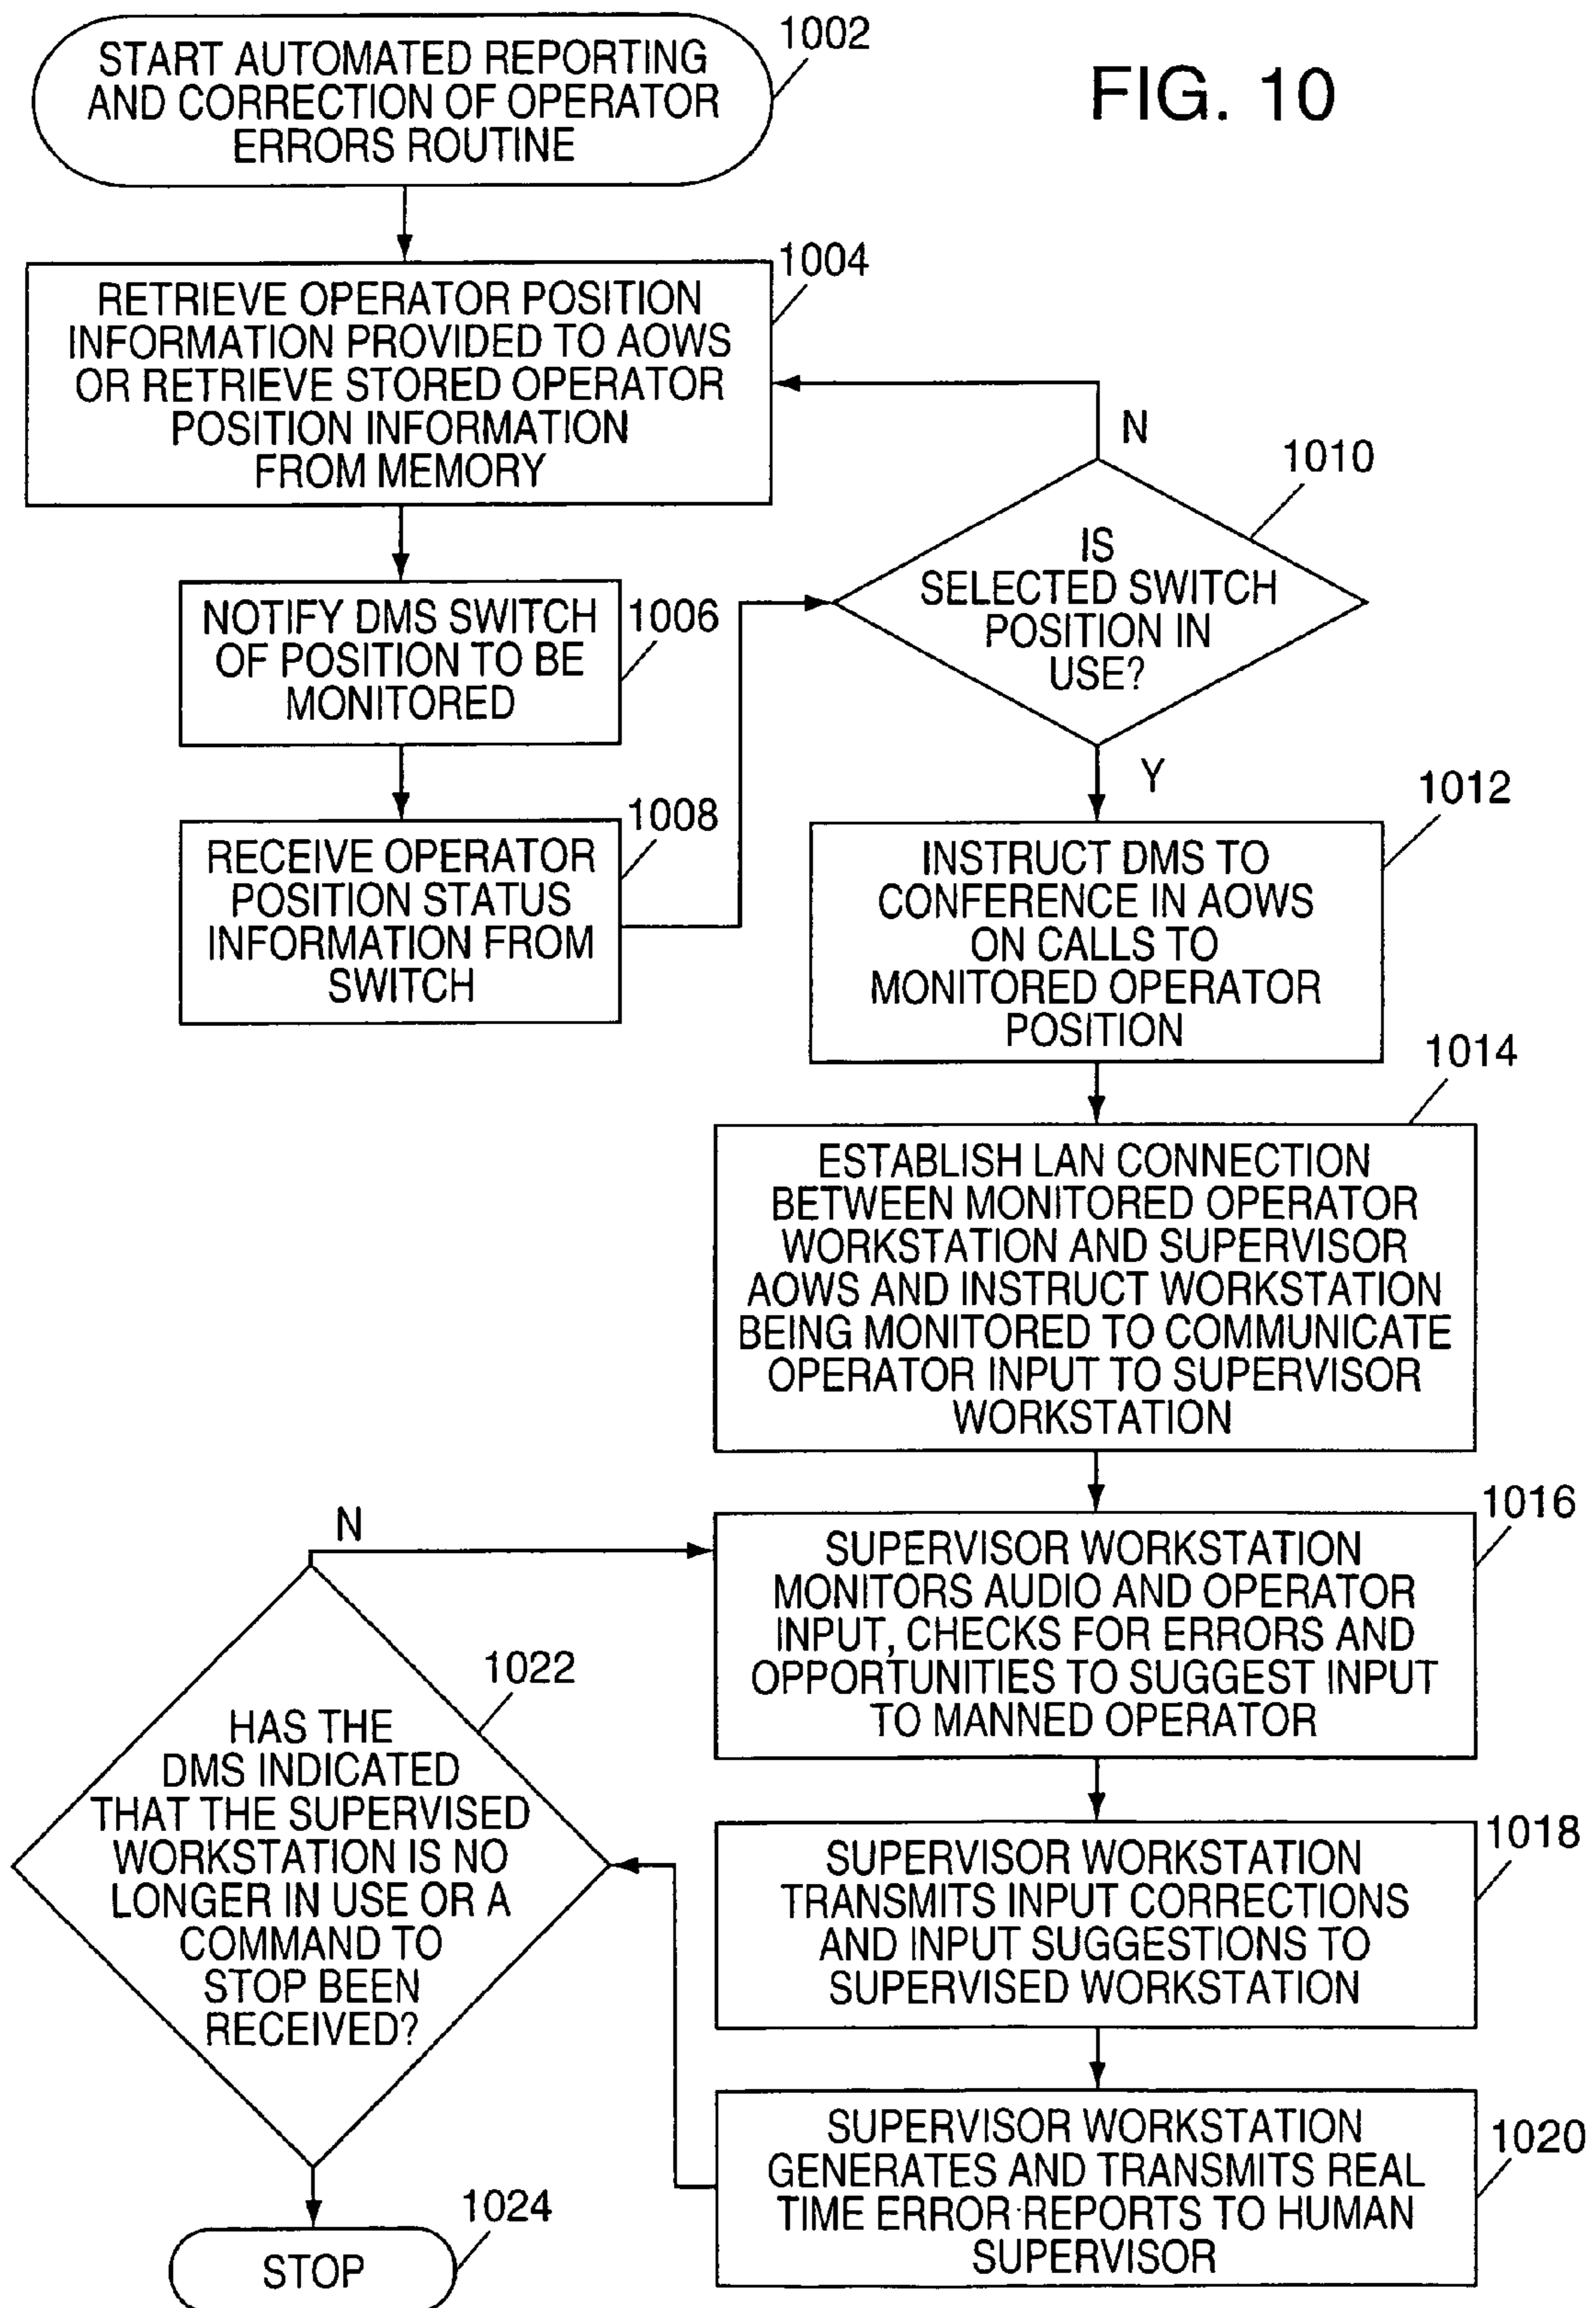 FIG. 10
1002
START AUTOMATED REPORTING
AND CORRECTION OF OPERATOR
ERRORS ROUTINE
1004
RETRIEVE OPERATOR POSITION
INFORMATION PROVIDED TO AOWS
OR RETRIEVE STORED OPERATOR
POSITION INFORMATION
FROM MEMORY
1006
NOTIFY DMS SWITCH
OF POSITION TO BE
MONITORED
1008
RECEIVE OPERATOR
POSITION STATUS
INFORMATION FROM
SWITCH
N
1010
IS
SELECTED SWITCH
POSITION IN
USE?
Y
1012
INSTRUCT DMS TO
CONFERENCE IN AOWS
ON CALLS TO
MONITORED OPERATOR
POSITION
1014
ESTABLISH LAN CONNECTION
BETWEEN MONITORED OPERATOR
WORKSTATION AND SUPERVISOR
AOWS AND INSTRUCT WORKSTATION
BEING MONITORED TO COMMUNICATE
OPERATOR INPUT TO SUPERVISOR
WORKSTATION
1016
SUPERVISOR WORKSTATION
MONITORS AUDIO AND OPERATOR
INPUT, CHECKS FOR ERRORS AND
OPPORTUNITIES TO SUGGEST INPUT
TO MANNED OPERATOR
1018
SUPERVISOR WORKSTATION
TRANSMITS INPUT CORRECTIONS
AND INPUT SUGGESTIONS TO
SUPERVISED WORKSTATION
1020
SUPERVISOR WORKSTATION
GENERATES AND TRANSMITS REAL
TIME ERROR REPORTS TO HUMAN
SUPERVISOR
N
1022
HAS THE
DMS INDICATED
THAT THE SUPERVISED
WORKSTATION IS NO
LONGER IN USE OR A
COMMAND TO
STOP BEEN
RECEIVED?
1024
STOP